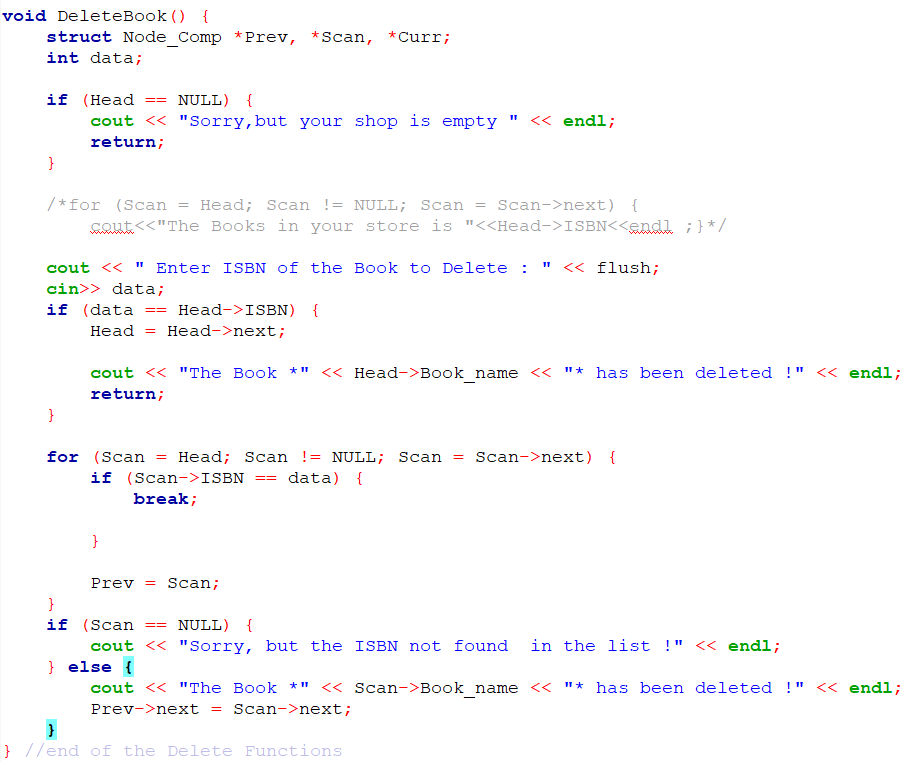 void DeleteBook() {
    struct Node_Comp *Prev, *Scan, *Curr;
    int data;

    if (Head == NULL) {
        cout << "Sorry,but your shop is empty " << endl;
        return;
    }

    /*for (Scan = Head; Scan != NULL; Scan = Scan->next) {
        cout<<"The Books in your store is "<<Head->ISBN<<endl ;}*/

    cout << " Enter ISBN of the Book to Delete : " << flush;
    cin>> data;
    if (data == Head->ISBN) {
        Head = Head->next;

        cout << "The Book *" << Head->Book_name << "* has been deleted !" << endl;
        return;
    }

    for (Scan = Head; Scan != NULL; Scan = Scan->next) {
        if (Scan->ISBN == data) {
            break;

        }

        Prev = Scan;
    }
    if (Scan == NULL) {
        cout << "Sorry, but the ISBN not found  in the list !" << endl;
    } else {
        cout << "The Book *" << Scan->Book_name << "* has been deleted !" << endl;
        Prev->next = Scan->next;
    }
} //end of the Delete Functions